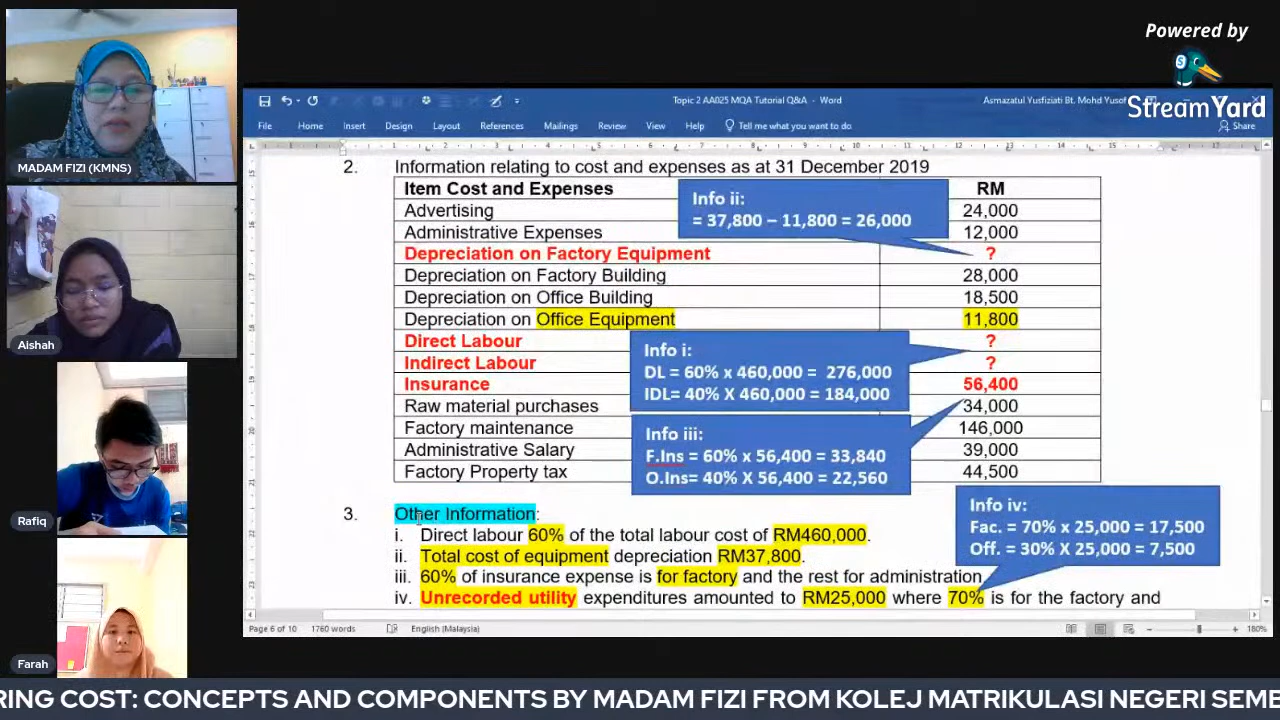 Powered by
StreamYard
MADAM FIZI (KMNS)
Aishah
Rafiq
Farah
Topic 2 AA025 MQA Tutorial Q&A - Word
Asmazatul Yusfiziati Bt. Mohd Yusof
File Home Insert Design Layout References Mailings Review View Help Tell me what you want to do Share
2. Information relating to cost and expenses as at 31 December 2019
Item Cost and Expenses RM
Advertising 24,000
Administrative Expenses 12,000
Depreciation on Factory Equipment ?
Depreciation on Factory Building 28,000
Depreciation on Office Building 18,500
Depreciation on Office Equipment 11,800
Direct Labour ?
Indirect Labour ?
Insurance 56,400
Raw material purchases 34,000
Factory maintenance 146,000
Administrative Salary 39,000
Factory Property tax 44,500
Info ii:
= 37,800 – 11,800 = 26,000
Info i:
DL = 60% x 460,000 = 276,000
IDL= 40% X 460,000 = 184,000
Info iii:
F.Ins = 60% x 56,400 = 33,840
O.Ins= 40% X 56,400 = 22,560
Info iv:
Fac. = 70% x 25,000 = 17,500
Off. = 30% X 25,000 = 7,500
3. Other Information:
i. Direct labour 60% of the total labour cost of RM460,000.
ii. Total cost of equipment depreciation RM37,800.
iii. 60% of insurance expense is for factory and the rest for administration.
iv. Unrecorded utility expenditures amounted to RM25,000 where 70% is for the factory and
Page 6 of 10 1760 words English (Malaysia) 180%
RING COST: CONCEPTS AND COMPONENTS BY MADAM FIZI FROM KOLEJ MATRIKULASI NEGERI SEME